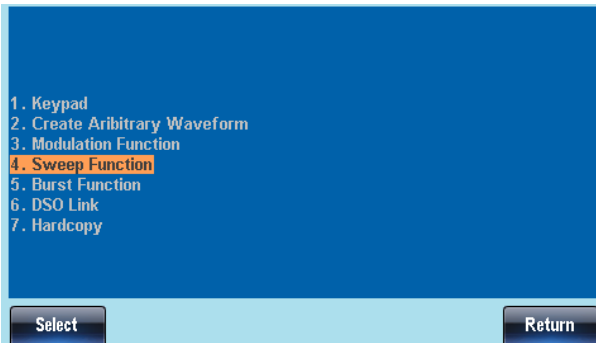 1. Keypad
2. Create Aribitrary Waveform
3. Modulation Function
4. Sweep Function
5. Burst Function
6. DSO Link
7. Hardcopy
Select Return